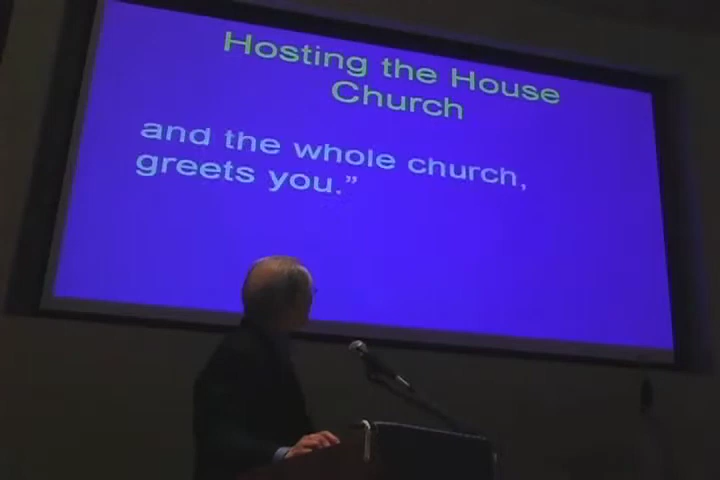 Hosting the House
Church
and the whole church,
greets you.”